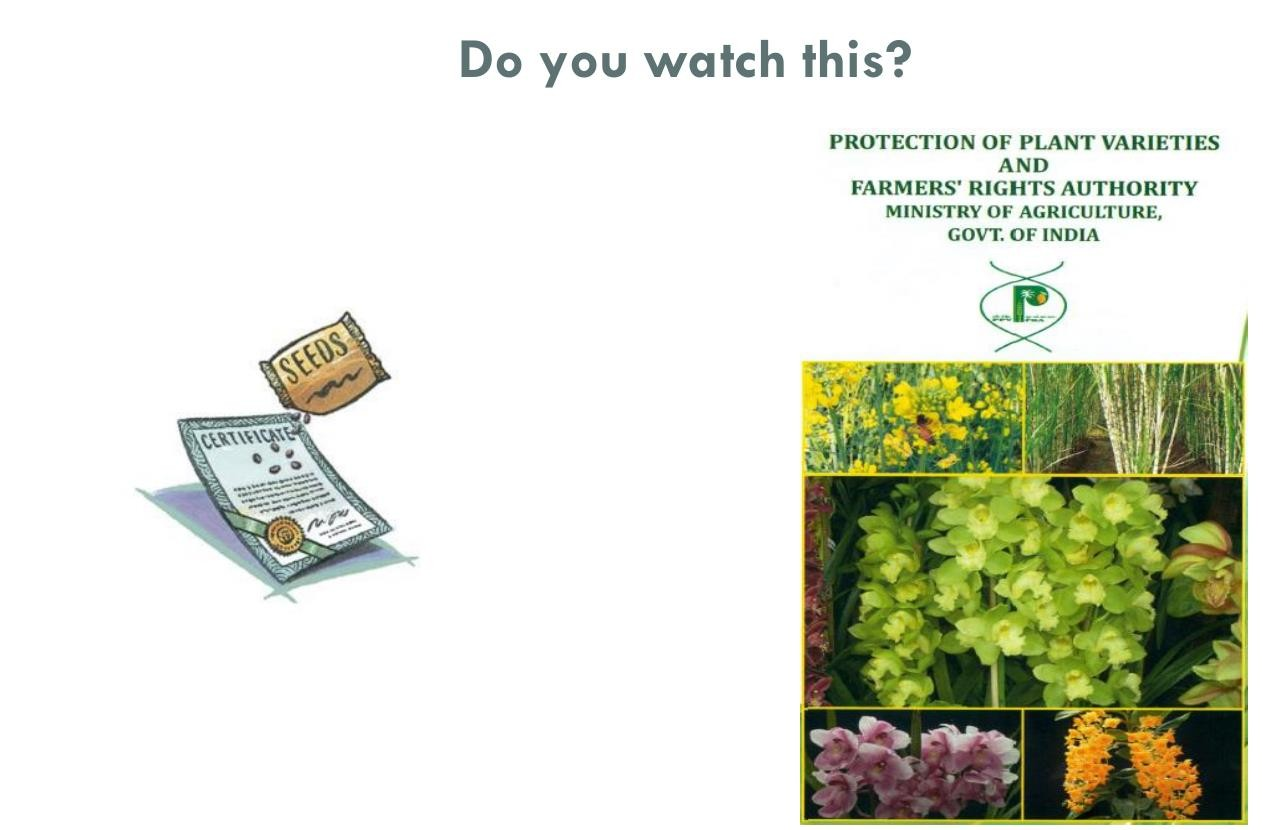 Do you watch this?
PROTECTION OF PLANT VARIETIES
AND
FARMERS' RIGHTS AUTHORITY
MINISTRY OF AGRICULTURE,
GOVT. OF INDIA
P
SEEDS
CERTIFICATE